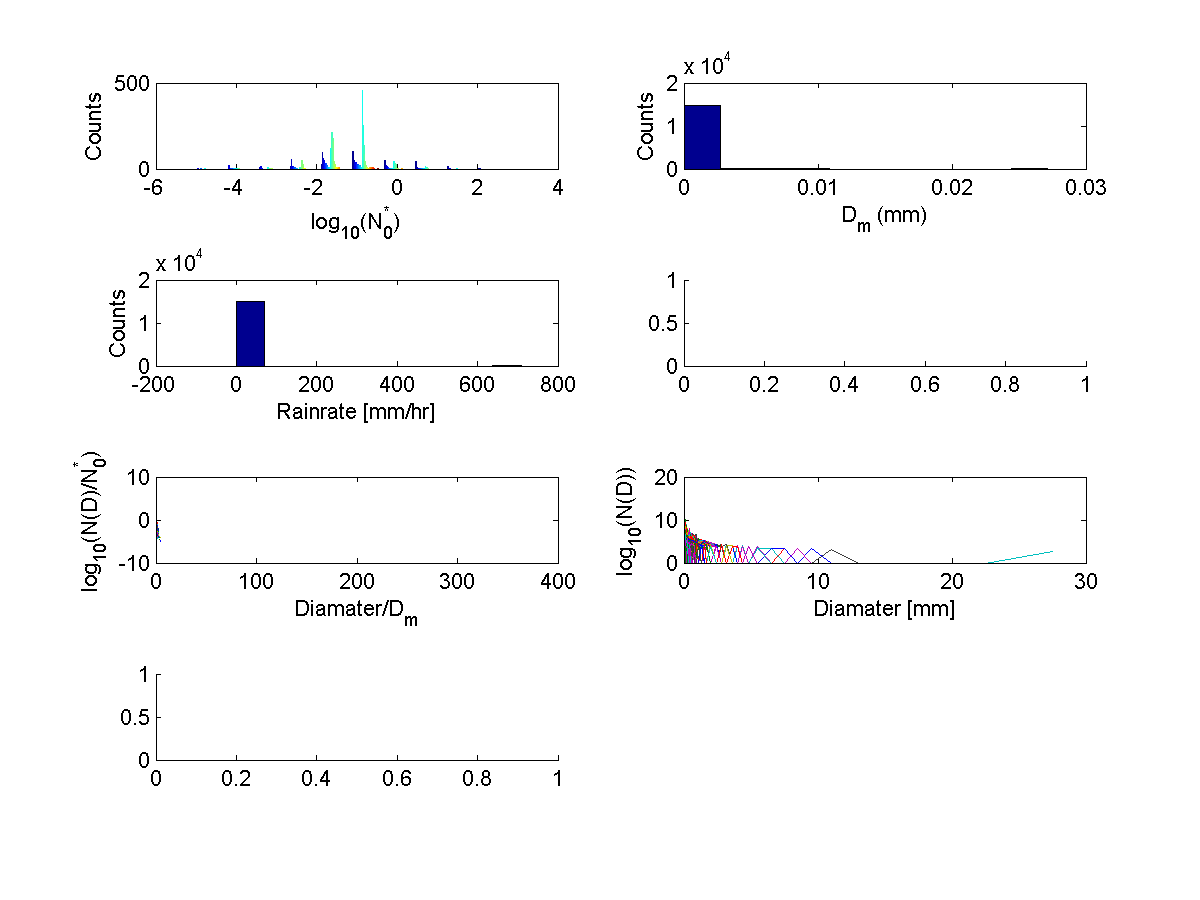 500
0
Counts
-6 -4 -2 0 2 4
log10(N0*)
x 10^4
2
1
0
Counts
0 0.01 0.02 0.03
Dm (mm)
x 10^4
2
1
0
Counts
-200 0 200 400 600 800
Rainrate [mm/hr]
1
0.5
0
0 0.2 0.4 0.6 0.8 1
10
0
-10
log10(N(D)/N0*)
0 100 200 300 400
Diamater/Dm
20
10
0
log10(N(D))
0 10 20 30
Diamater [mm]
1
0.5
0
0 0.2 0.4 0.6 0.8 1